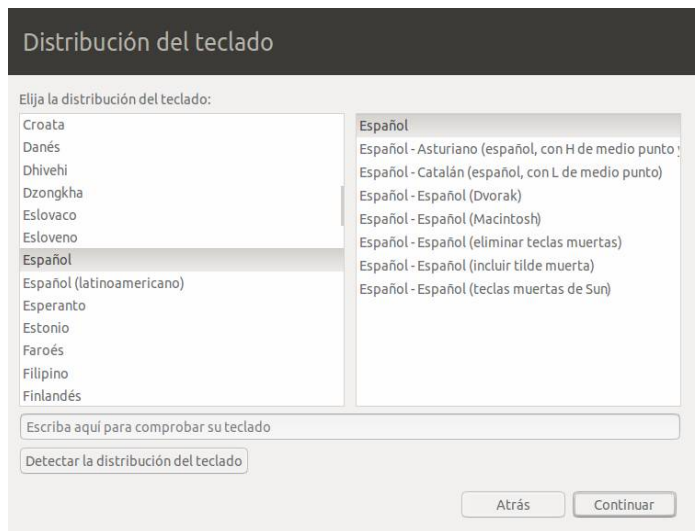 Distribución del teclado
Elija la distribución del teclado:
Croata
Danés
Dhivehi
Dzongkha
Eslovaco
Esloveno
Español
Español (latinoamericano)
Esperanto
Estonio
Faroés
Filipino
Finlandés
Español
Español - Asturiano (español, con H de medio punto
Español - Catalán (español, con L de medio punto)
Español - Español (Dvorak)
Español - Español (Macintosh)
Español - Español (eliminar teclas muertas)
Español - Español (incluir tilde muerta)
Español - Español (teclas muertas de Sun)
Escriba aquí para comprobar su teclado
Detectar la distribución del teclado
Atrás
Continuar